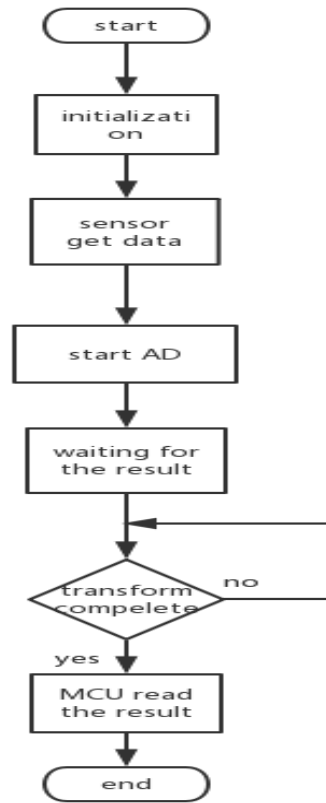 start
initializati
on
sensor
get data
start AD
waiting for
the result
transform
compelete
no
yes
MCU read
the result
end